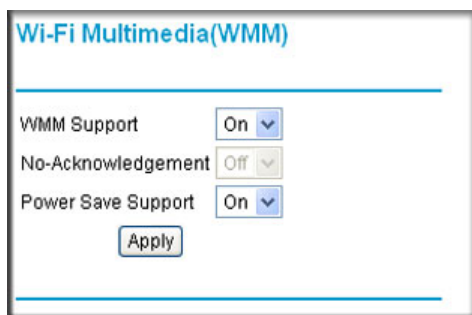 Wi-Fi Multimedia(WMM)
WMM Support On
No-Acknowledgement Off
Power Save Support On
Apply